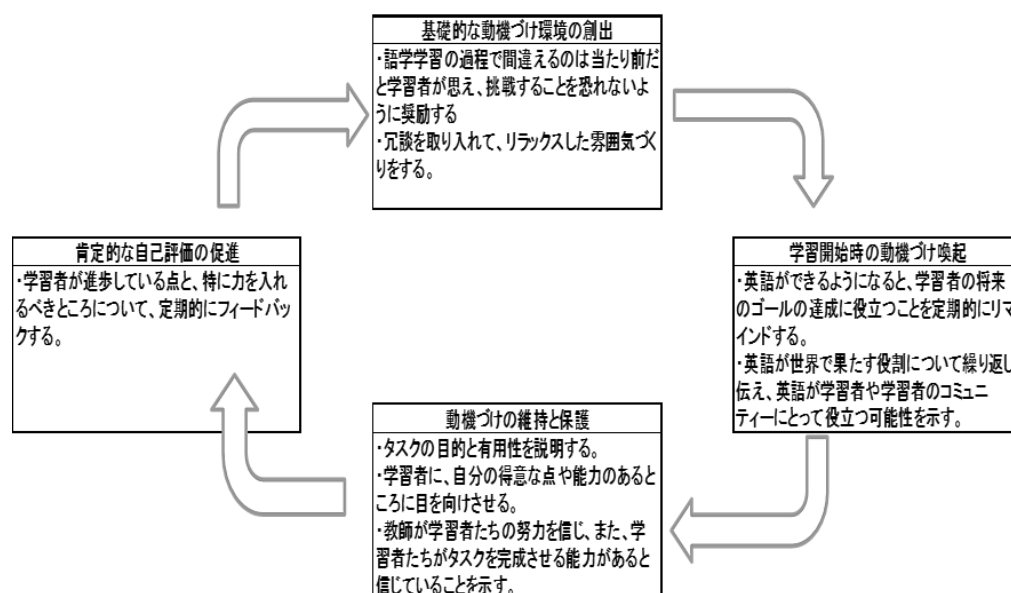 基礎的な動機づけ環境の創出
・語学学習の過程で間違えるのは当たり前だ
と学習者が思え、挑戦することを恐れないよ
うに奨励する
・冗談を取り入れて、リラックスした雰囲気づく
りをする。
学習開始時の動機づけ喚起
・英語ができるようになると、学習者の将来
のゴールの達成に役立つことを定期的にリマ
インドする。
・英語が世界で果たす役割について繰り返し
伝え、英語が学習者や学習者のコミュニ
ティーにとって役立つ可能性を示す。
動機づけの維持と保護
・タスクの目的と有用性を説明する。
・学習者に、自分の得意な点や能力のあると
ころに目を向けさせる。
・教師が学習者たちの努力を信じ、また、学
習者たちがタスクを完成させる能力があると
信じていることを示す。
肯定的な自己評価の促進
・学習者が進歩している点と、特に力を入れ
るべきところについて、定期的にフィードバッ
クする。